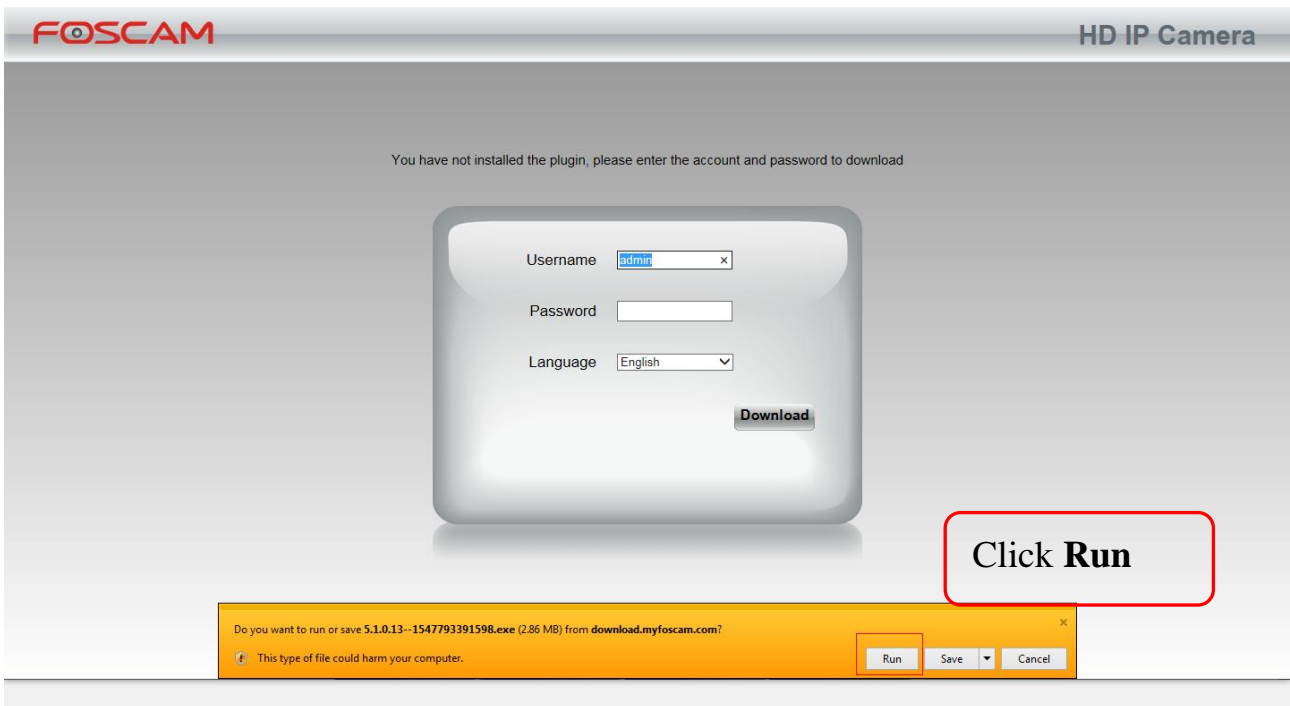 FOSCAM
HD IP Camera
You have not installed the plugin, please enter the account and password to download
Username admin ×
Password
Language English
Download
Click Run
Do you want to run or save 5.1.0.13--1547793391598.exe (2.86 MB) from download.myfoscam.com? ×
This type of file could harm your computer.
Run Save Cancel